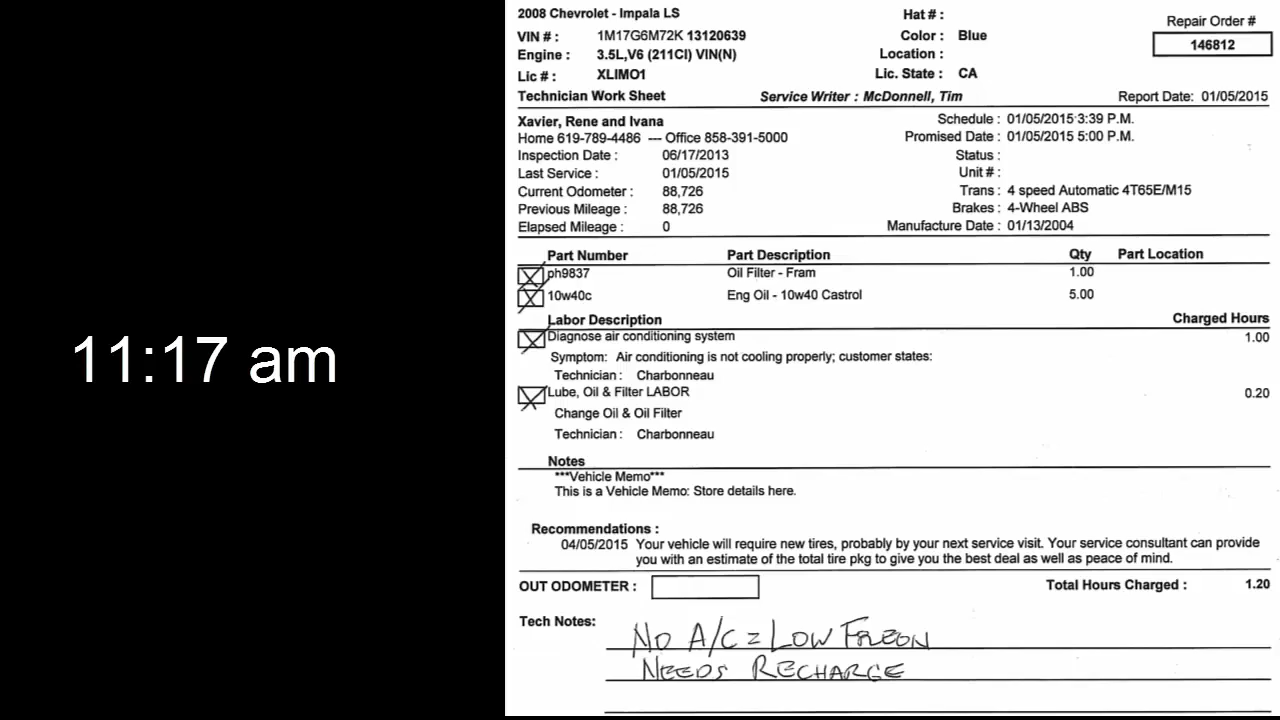 11:17 am
2008 Chevrolet - Impala LS
Hat # :
VIN # : 1M17G6M72K 13120639
Color : Blue
Repair Order #
146812
Engine : 3.5L,V6 (211CI) VIN(N)
Location :
Lic # : XLIMO1
Lic. State : CA
Technician Work Sheet
Service Writer : McDonnell, Tim
Report Date: 01/05/2015
Xavier, Rene and Ivana
Schedule : 01/05/2015 3:39 P.M.
Home 619-789-4486 --- Office 858-391-5000
Promised Date : 01/05/2015 5:00 P.M.
Inspection Date : 06/17/2013
Status :
Last Service : 01/05/2015
Unit # :
Current Odometer : 88,726
Trans : 4 speed Automatic 4T65E/M15
Previous Mileage : 88,726
Brakes : 4-Wheel ABS
Elapsed Mileage : 0
Manufacture Date : 01/13/2004
Part Number Part Description Qty Part Location
ph9837 Oil Filter - Fram 1.00
10w40c Eng Oil - 10w40 Castrol 5.00
Labor Description Charged Hours
Diagnose air conditioning system 1.00
Symptom: Air conditioning is not cooling properly; customer states:
Technician : Charbonneau
Lube, Oil & Filter LABOR 0.20
Change Oil & Oil Filter
Technician : Charbonneau
Notes
***Vehicle Memo***
This is a Vehicle Memo: Store details here.
Recommendations :
04/05/2015 Your vehicle will require new tires, probably by your next service visit. Your service consultant can provide
you with an estimate of the total tire pkg to give you the best deal as well as peace of mind.
OUT ODOMETER :
Total Hours Charged : 1.20
Tech Notes:
NO A/C = LOW FREON
NEEDS RECHARGE